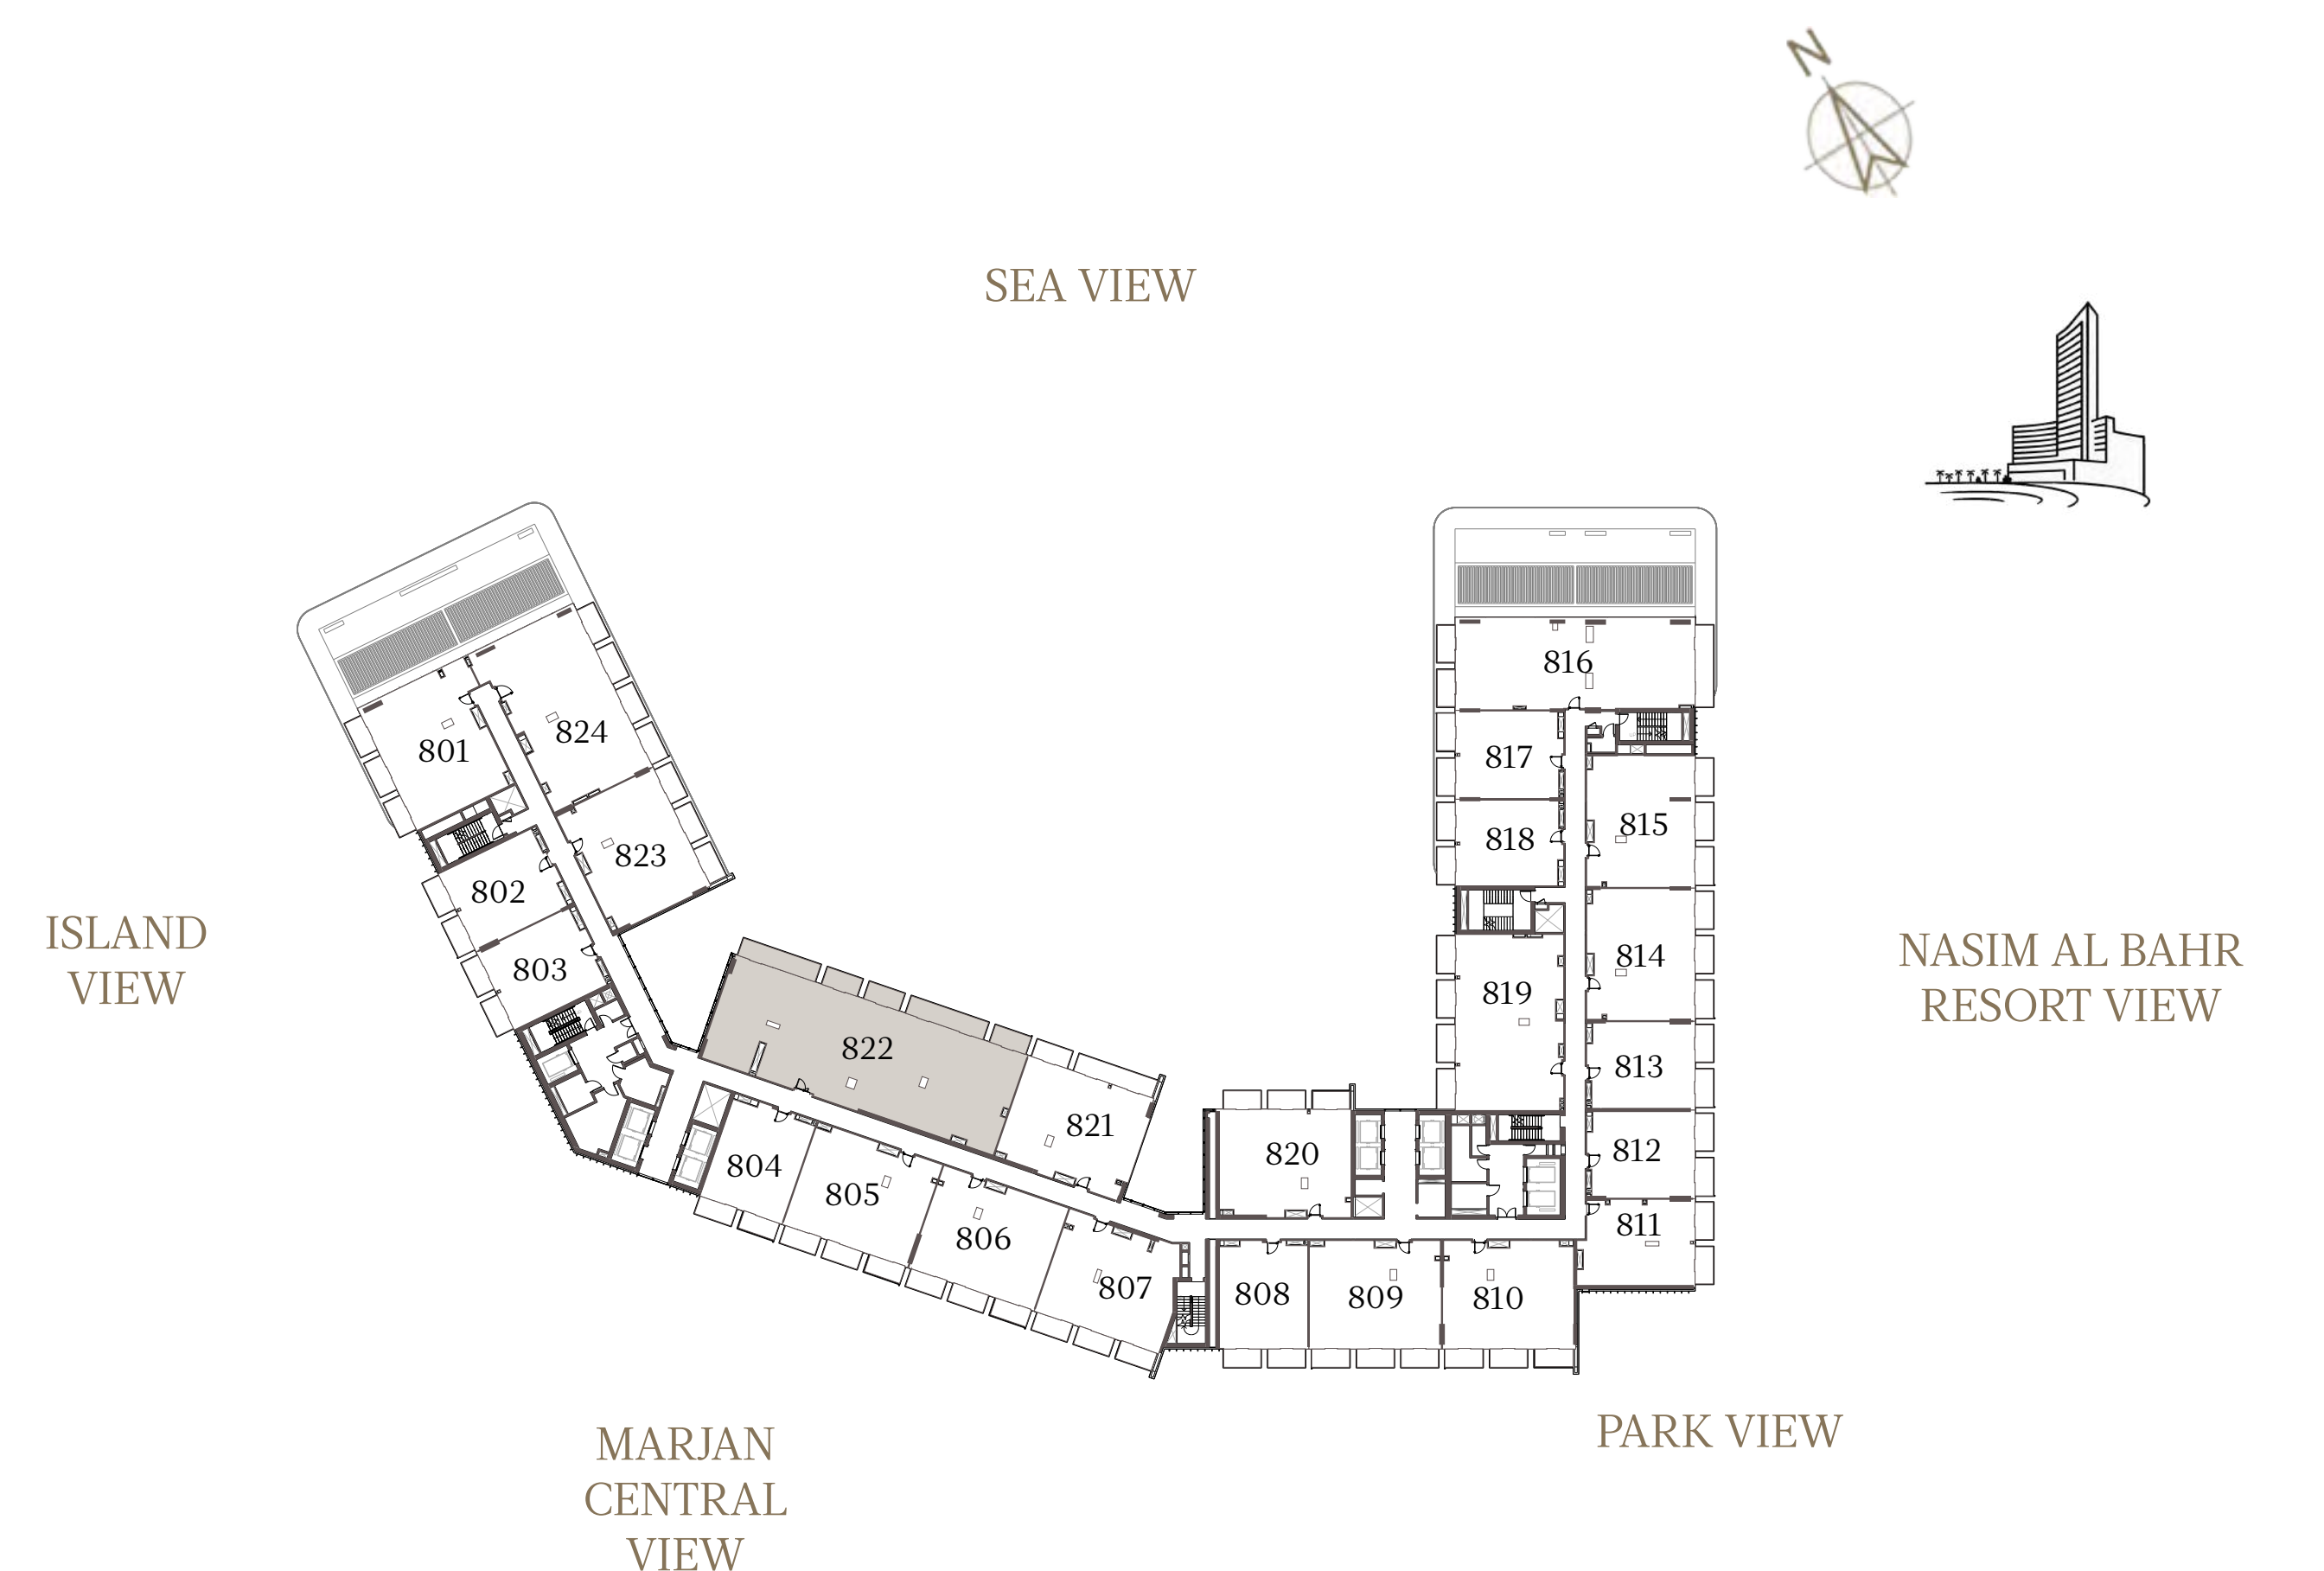 N
SEA VIEW
816
824
801
817
815
818
823
802
ISLAND
VIEW
803
NASIM AL BAHR
RESORT VIEW
814
819
822
813
821
820
812
804
805
811
806
807
808
809
810
PARK VIEW
MARJAN
CENTRAL
VIEW